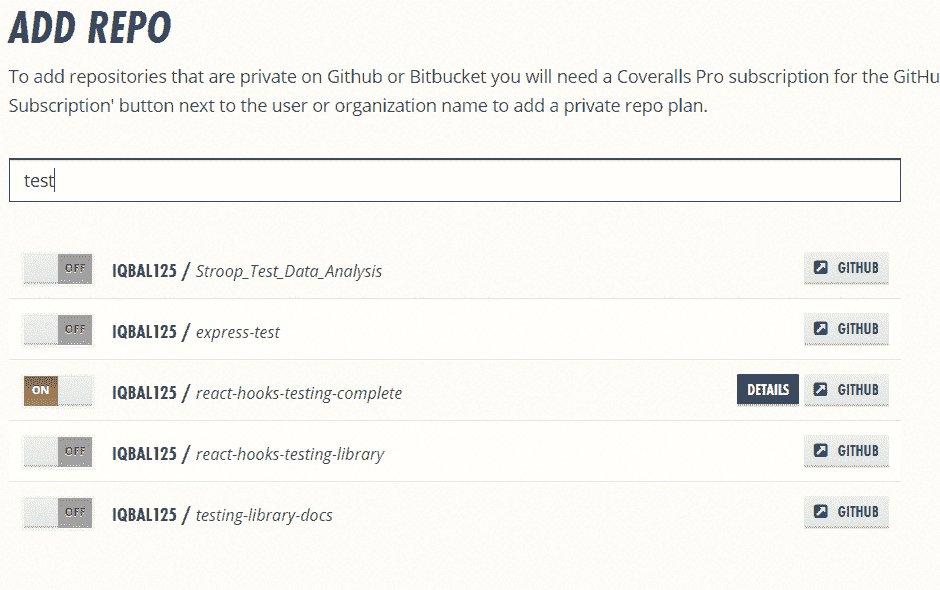 ADD REPO
To add repositories that are private on Github or Bitbucket you will need a Coveralls Pro subscription for the GitHu
Subscription' button next to the user or organization name to add a private repo plan.
test
OFF IQBAL125 / Stroop_Test_Data_Analysis GITHUB
OFF IQBAL125 / express-test GITHUB
ON IQBAL125 / react-hooks-testing-complete DETAILS GITHUB
OFF IQBAL125 / react-hooks-testing-library GITHUB
OFF IQBAL125 / testing-library-docs GITHUB